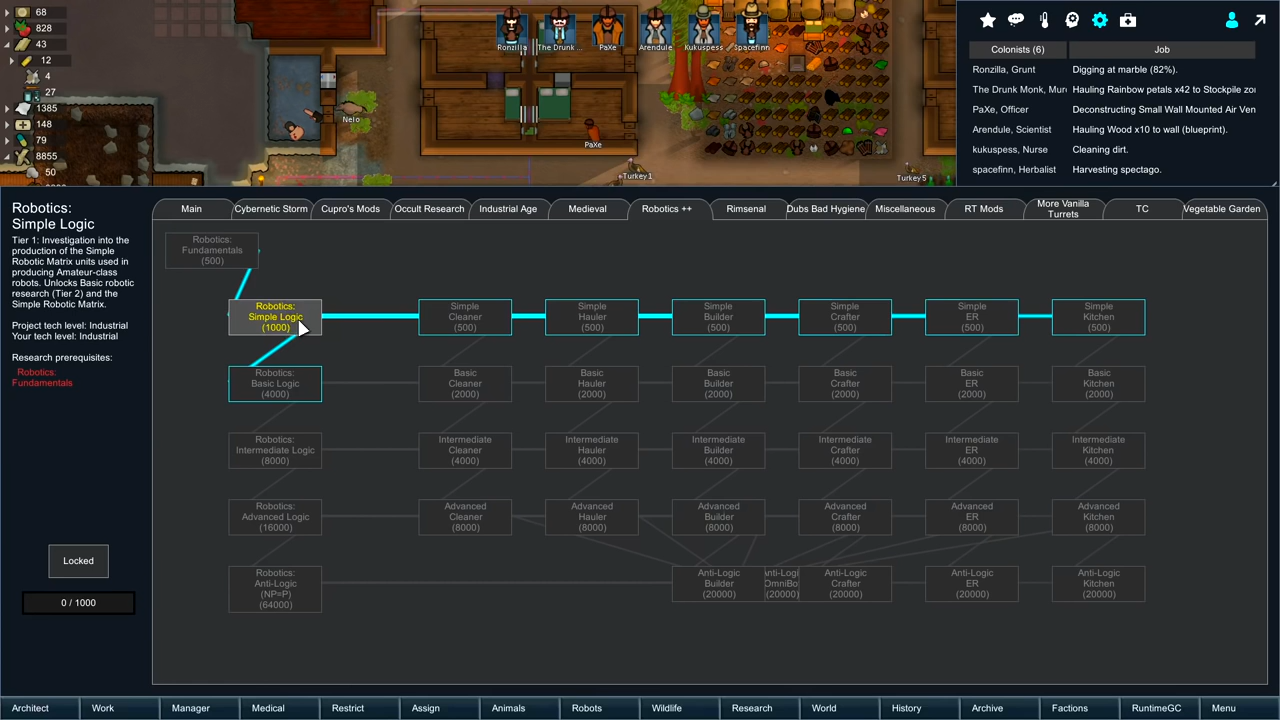 68
828
43
12
4
27
1385
148
79
8855
50
Ronzilla
The Drunk...
PaXe
Arendule
Kukuspess
Spacefinn
Nelo
PaXe
Turkey1
Turkey5
Colonists (6)
Job
Ronzilla, Grunt
Digging at marble (82%).
The Drunk Monk, Mur
Hauling Rainbow petals x42 to Stockpile zo
PaXe, Officer
Deconstructing Small Wall Mounted Air Ven
Arendule, Scientist
Hauling Wood x10 to wall (blueprint).
kukuspess, Nurse
Cleaning dirt.
spacefinn, Herbalist
Harvesting spectago.
Main
Cybernetic Storm
Cupro's Mods
Occult Research
Industrial Age
Medieval
Robotics ++
Rimsenal
Dubs Bad Hygiene
Miscellaneous
RT Mods
More Vanilla
Turrets
TC
Vegetable Garden
Robotics:
Simple Logic
Tier 1: Investigation into the
production of the Simple
Robotic Matrix units used in
producing Amateur-class
robots. Unlocks Basic robotic
research (Tier 2) and the
Simple Robotic Matrix.
Project tech level: Industrial
Your tech level: Industrial
Research prerequisites:
Robotics:
Fundamentals
Locked
0 / 1000
Robotics:
Fundamentals
(500)
Robotics:
Simple Logic
(1000)
Simple
Cleaner
(500)
Simple
Hauler
(500)
Simple
Builder
(500)
Simple
Crafter
(500)
Simple
ER
(500)
Simple
Kitchen
(500)
Robotics:
Basic Logic
(4000)
Basic
Cleaner
(2000)
Basic
Hauler
(2000)
Basic
Builder
(2000)
Basic
Crafter
(2000)
Basic
ER
(2000)
Basic
Kitchen
(2000)
Robotics:
Intermediate Logic
(8000)
Intermediate
Cleaner
(4000)
Intermediate
Hauler
(4000)
Intermediate
Builder
(4000)
Intermediate
Crafter
(4000)
Intermediate
ER
(4000)
Intermediate
Kitchen
(4000)
Robotics:
Advanced Logic
(16000)
Advanced
Cleaner
(8000)
Advanced
Hauler
(8000)
Advanced
Builder
(8000)
Advanced
Crafter
(8000)
Advanced
ER
(8000)
Advanced
Kitchen
(8000)
Robotics:
Anti-Logic
(NP=P)
(64000)
Anti-Logic
Builder
(20000)
Anti-Logi
OmniBo
(20000)
Anti-Logic
Crafter
(20000)
Anti-Logic
ER
(20000)
Anti-Logic
Kitchen
(20000)
Architect
Work
Manager
Medical
Restrict
Assign
Animals
Robots
Wildlife
Research
World
History
Archive
Factions
RuntimeGC
Menu